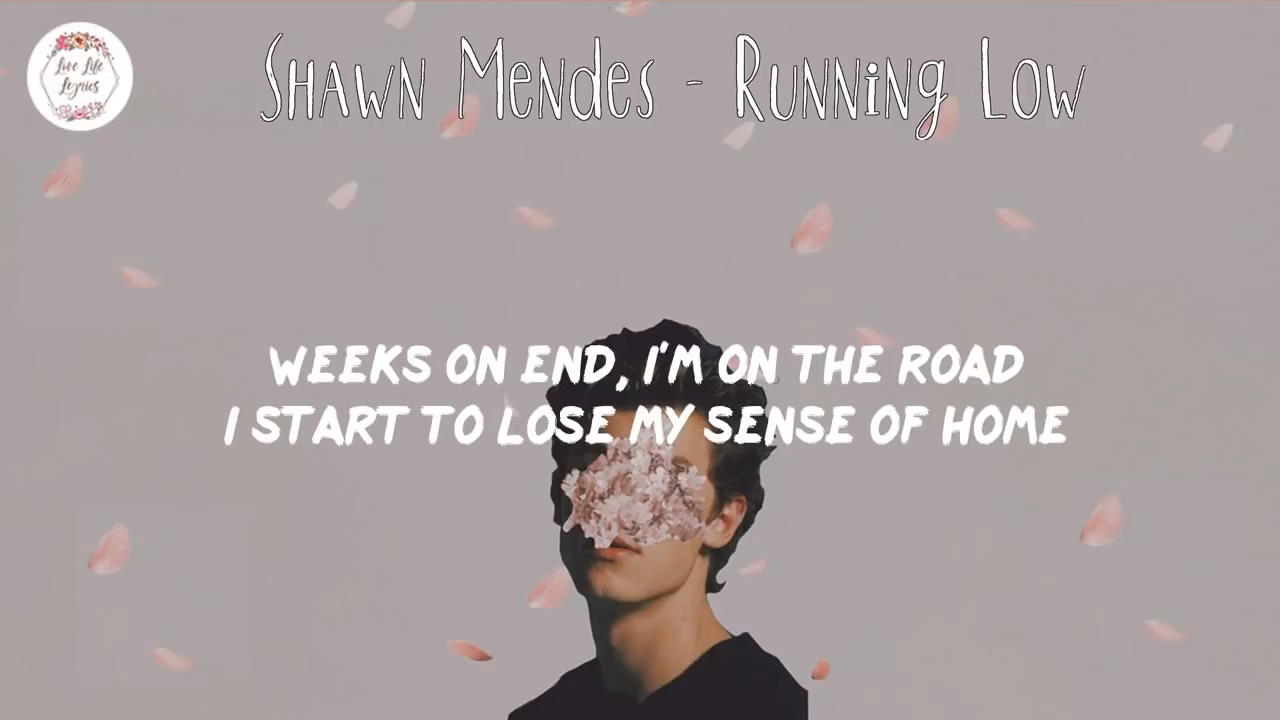 Love Life
Lyrics
SHAWN MENDES - RUNNING LOW
WEEKS ON END, I'M ON THE ROAD
I START TO LOSE MY SENSE OF HOME